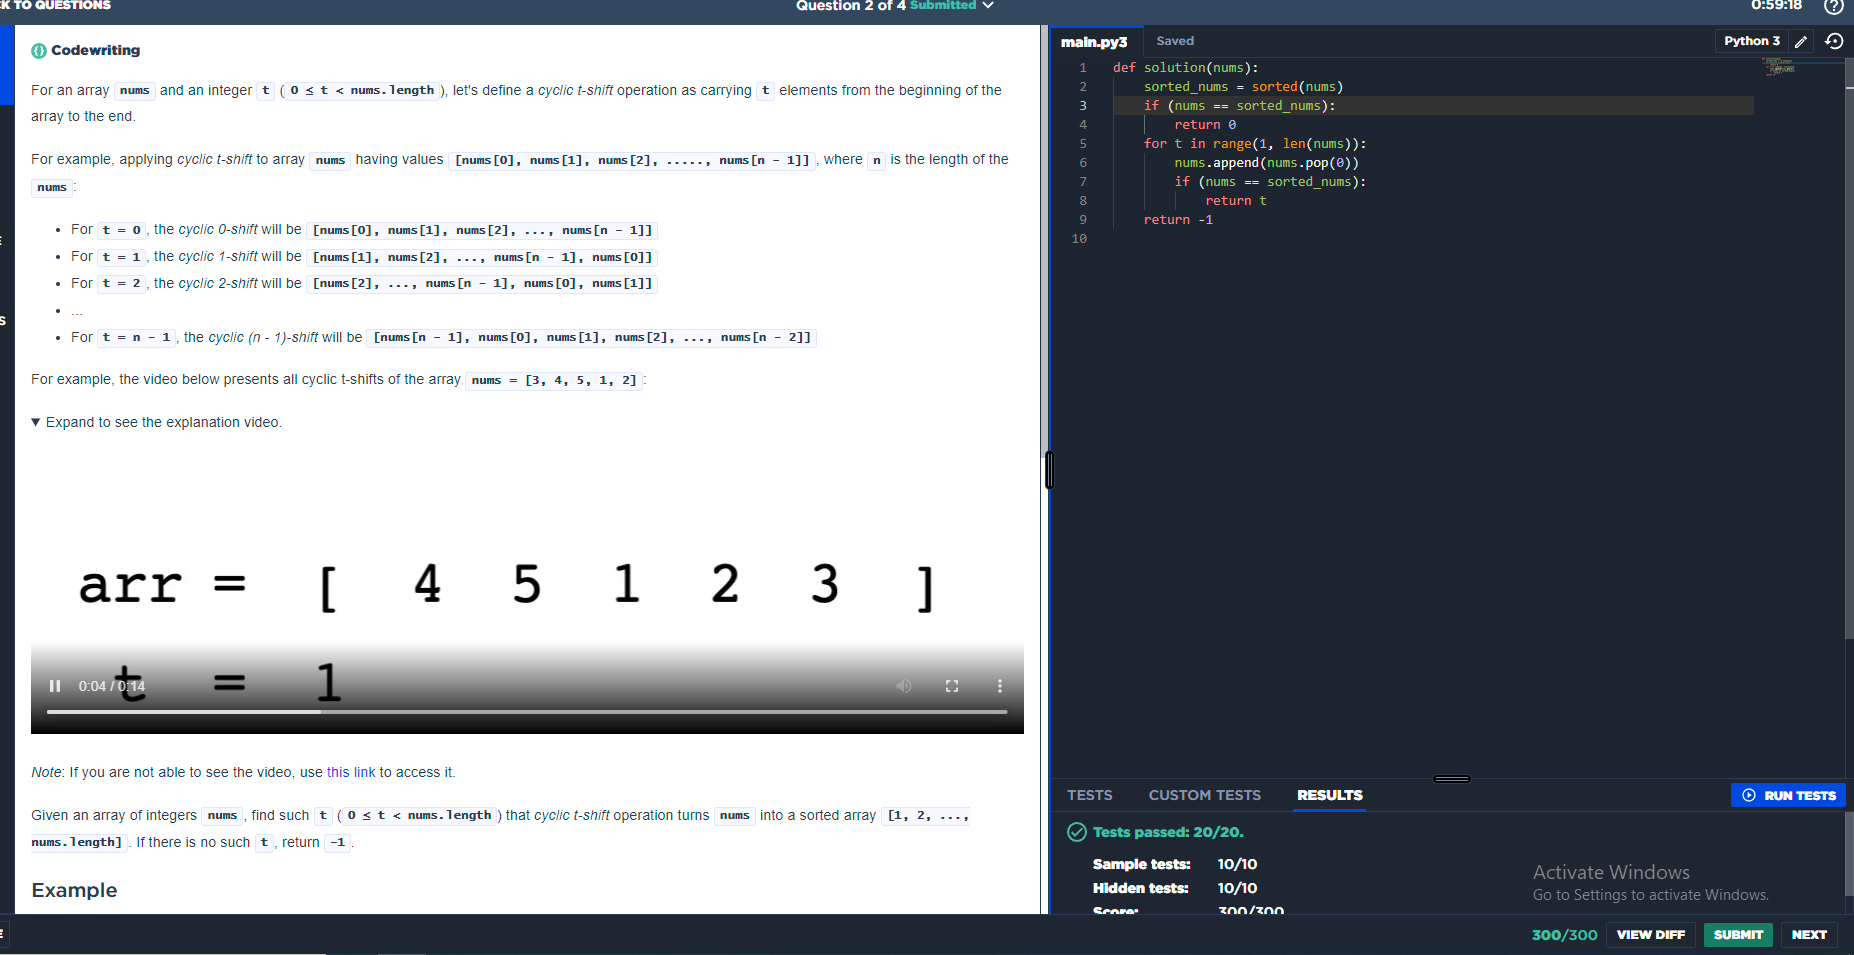 K TO QUESTIONS
Question 2 of 4 Submitted
0:59:18
Codewriting
For an array nums and an integer t ( 0 ≤ t < nums.length ), let's define a cyclic t-shift operation as carrying t elements from the beginning of the
array to the end.
For example, applying cyclic t-shift to array nums having values [nums[0], nums[1], nums[2], ....., nums[n - 1]] , where n is the length of the
nums :
• For t = 0 , the cyclic 0-shift will be [nums[0], nums[1], nums[2], ..., nums[n - 1]]
• For t = 1 , the cyclic 1-shift will be [nums[1], nums[2], ..., nums[n - 1], nums[0]]
• For t = 2 , the cyclic 2-shift will be [nums[2], ..., nums[n - 1], nums[0], nums[1]]
• ...
• For t = n - 1 , the cyclic (n - 1)-shift will be [nums[n - 1], nums[0], nums[1], nums[2], ..., nums[n - 2]]
For example, the video below presents all cyclic t-shifts of the array nums = [3, 4, 5, 1, 2] :
▼ Expand to see the explanation video.
arr = [ 4 5 1 2 3 ]
t = 1
0:04 / 0:14
Note: If you are not able to see the video, use this link to access it.
Given an array of integers nums , find such t ( 0 ≤ t < nums.length ) that cyclic t-shift operation turns nums into a sorted array [1, 2, ...,
nums.length] . If there is no such t , return -1 .
Example
main.py3 Saved
Python 3
1 def solution(nums):
2 sorted_nums = sorted(nums)
3 if (nums == sorted_nums):
4 return 0
5 for t in range(1, len(nums)):
6 nums.append(nums.pop(0))
7 if (nums == sorted_nums):
8 return t
9 return -1
10
TESTS CUSTOM TESTS RESULTS
RUN TESTS
Tests passed: 20/20.
Sample tests: 10/10
Hidden tests: 10/10
Score: 300/300
Activate Windows
Go to Settings to activate Windows.
300/300 VIEW DIFF SUBMIT NEXT